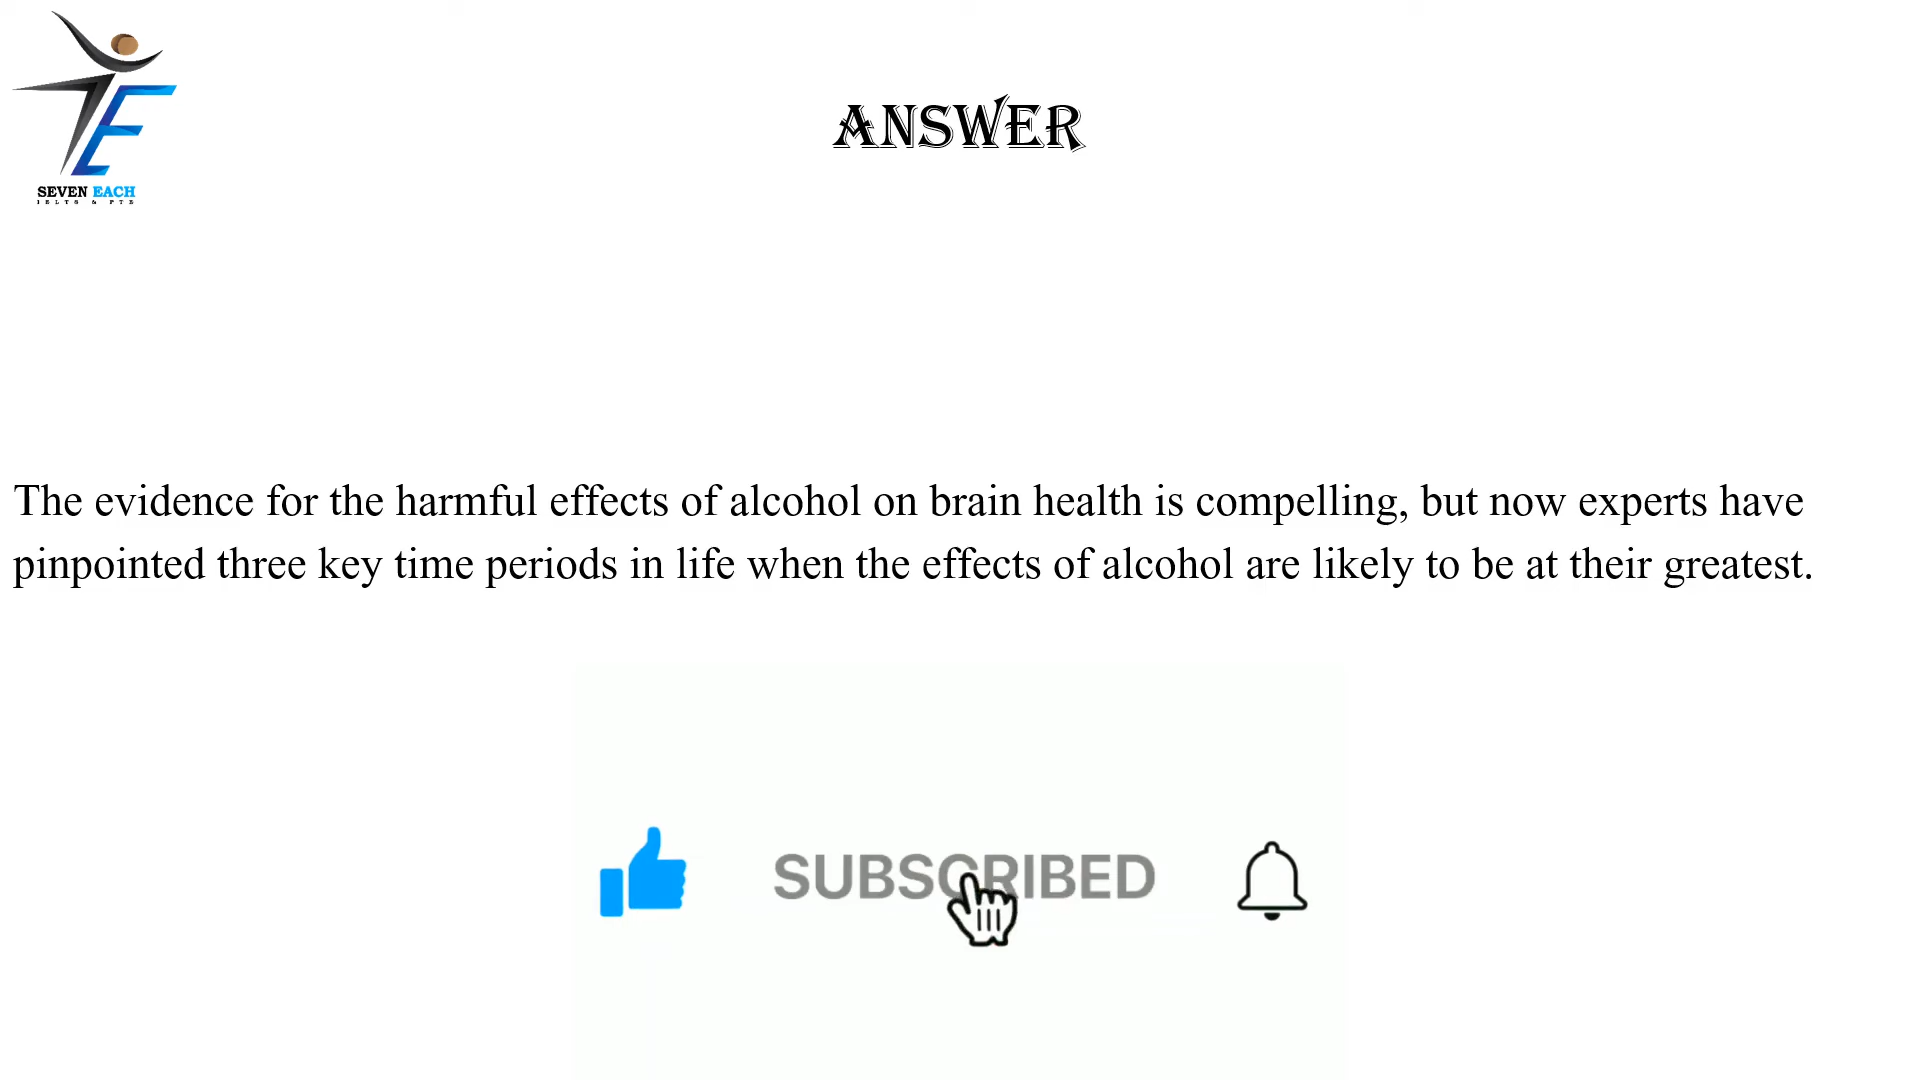 ANSWER
SEVEN EACH
IELTS & PTE
The evidence for the harmful effects of alcohol on brain health is compelling, but now experts have
pinpointed three key time periods in life when the effects of alcohol are likely to be at their greatest.
SUBSCRIBED